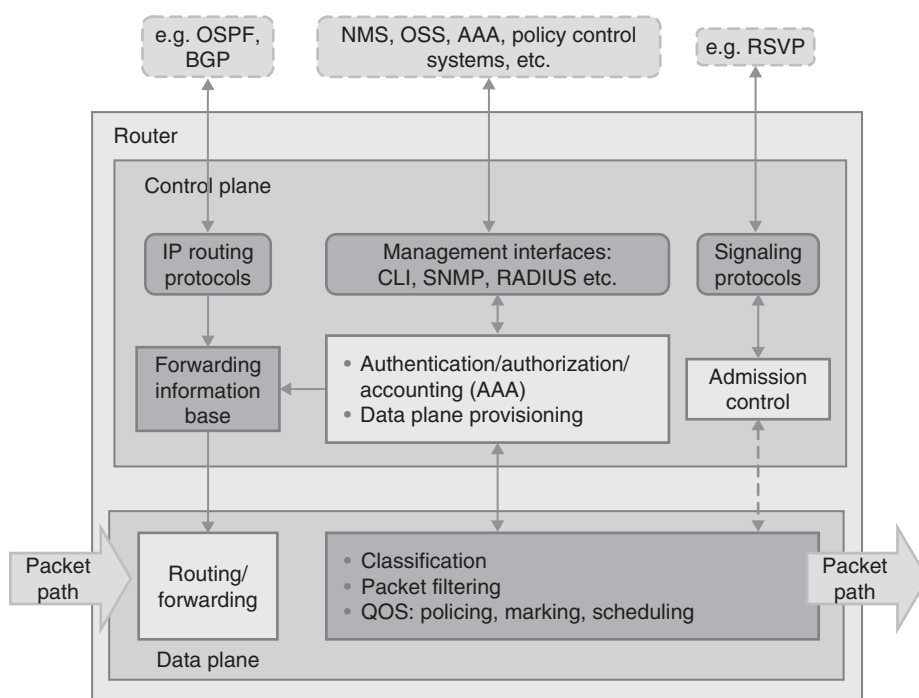 e.g. OSPF,
BGP
NMS, OSS, AAA, policy control
systems, etc.
e.g. RSVP
Router
Control plane
IP routing
protocols
Management interfaces:
CLI, SNMP, RADIUS etc.
Signaling
protocols
Forwarding
information
base
• Authentication/authorization/
accounting (AAA)
• Data plane provisioning
Admission
control
Packet
path
Routing/
forwarding
• Classification
• Packet filtering
• QOS: policing, marking, scheduling
Packet
path
Data plane